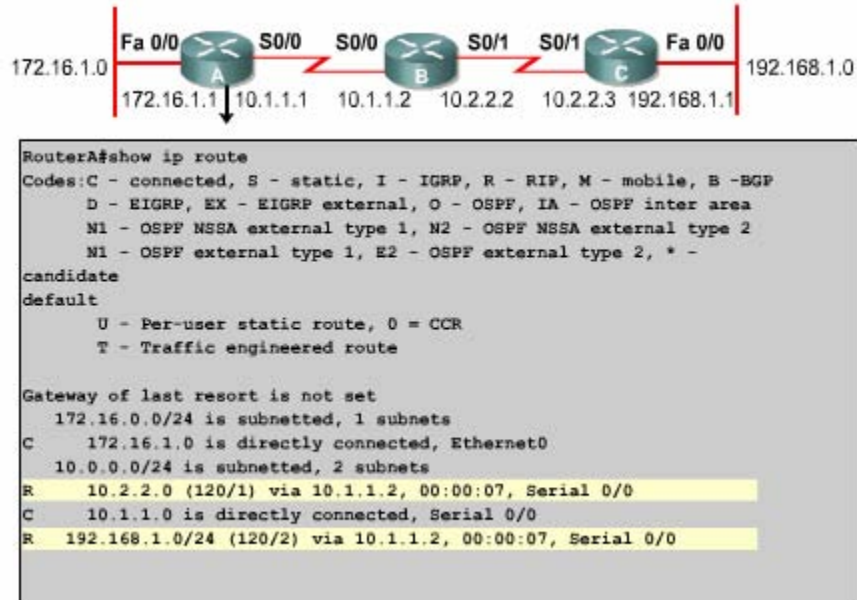 Fa 0/0 S0/0 S0/0 S0/1 S0/1 Fa 0/0
172.16.1.0 A B C 192.168.1.0
172.16.1.1 10.1.1.1 10.1.1.2 10.2.2.2 10.2.2.3 192.168.1.1
RouterA#show ip route
Codes:C - connected, S - static, I - IGRP, R - RIP, M - mobile, B -BGP
D - EIGRP, EX - EIGRP external, O - OSPF, IA - OSPF inter area
N1 - OSPF NSSA external type 1, N2 - OSPF NSSA external type 2
N1 - OSPF external type 1, E2 - OSPF external type 2, * -
candidate
default
U - Per-user static route, 0 = CCR
T - Traffic engineered route
Gateway of last resort is not set
172.16.0.0/24 is subnetted, 1 subnets
C 172.16.1.0 is directly connected, Ethernet0
10.0.0.0/24 is subnetted, 2 subnets
R 10.2.2.0 (120/1) via 10.1.1.2, 00:00:07, Serial 0/0
C 10.1.1.0 is directly connected, Serial 0/0
R 192.168.1.0/24 (120/2) via 10.1.1.2, 00:00:07, Serial 0/0